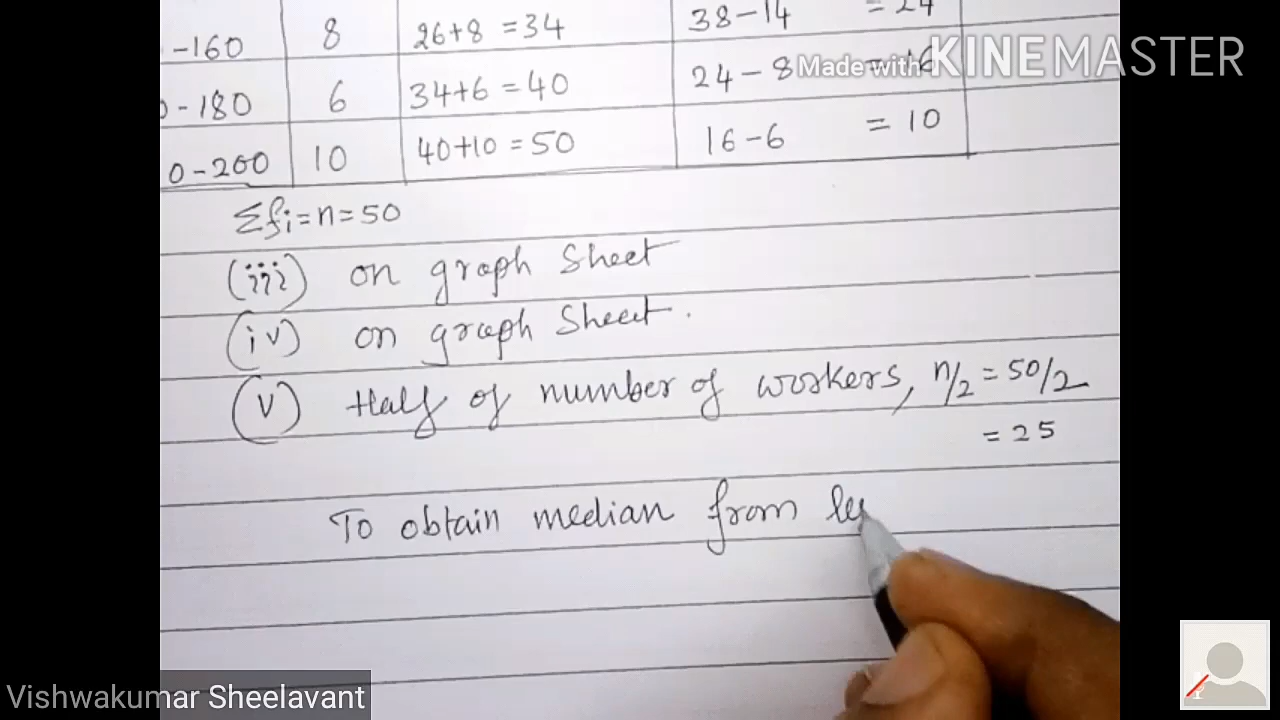 -160 8 26+8 =34 38-14 = 24
Made with KINEMASTER
0-180 6 34+6 =40 24-8 = 16
0-200 10 40+10 =50 16-6 = 10
Σfi=n=50
(iii) on graph Sheet
(iv) on graph Sheet.
(v) Half of number of workers, n/2 = 50/2
= 25
To obtain median from
Vishwakumar Sheelavant